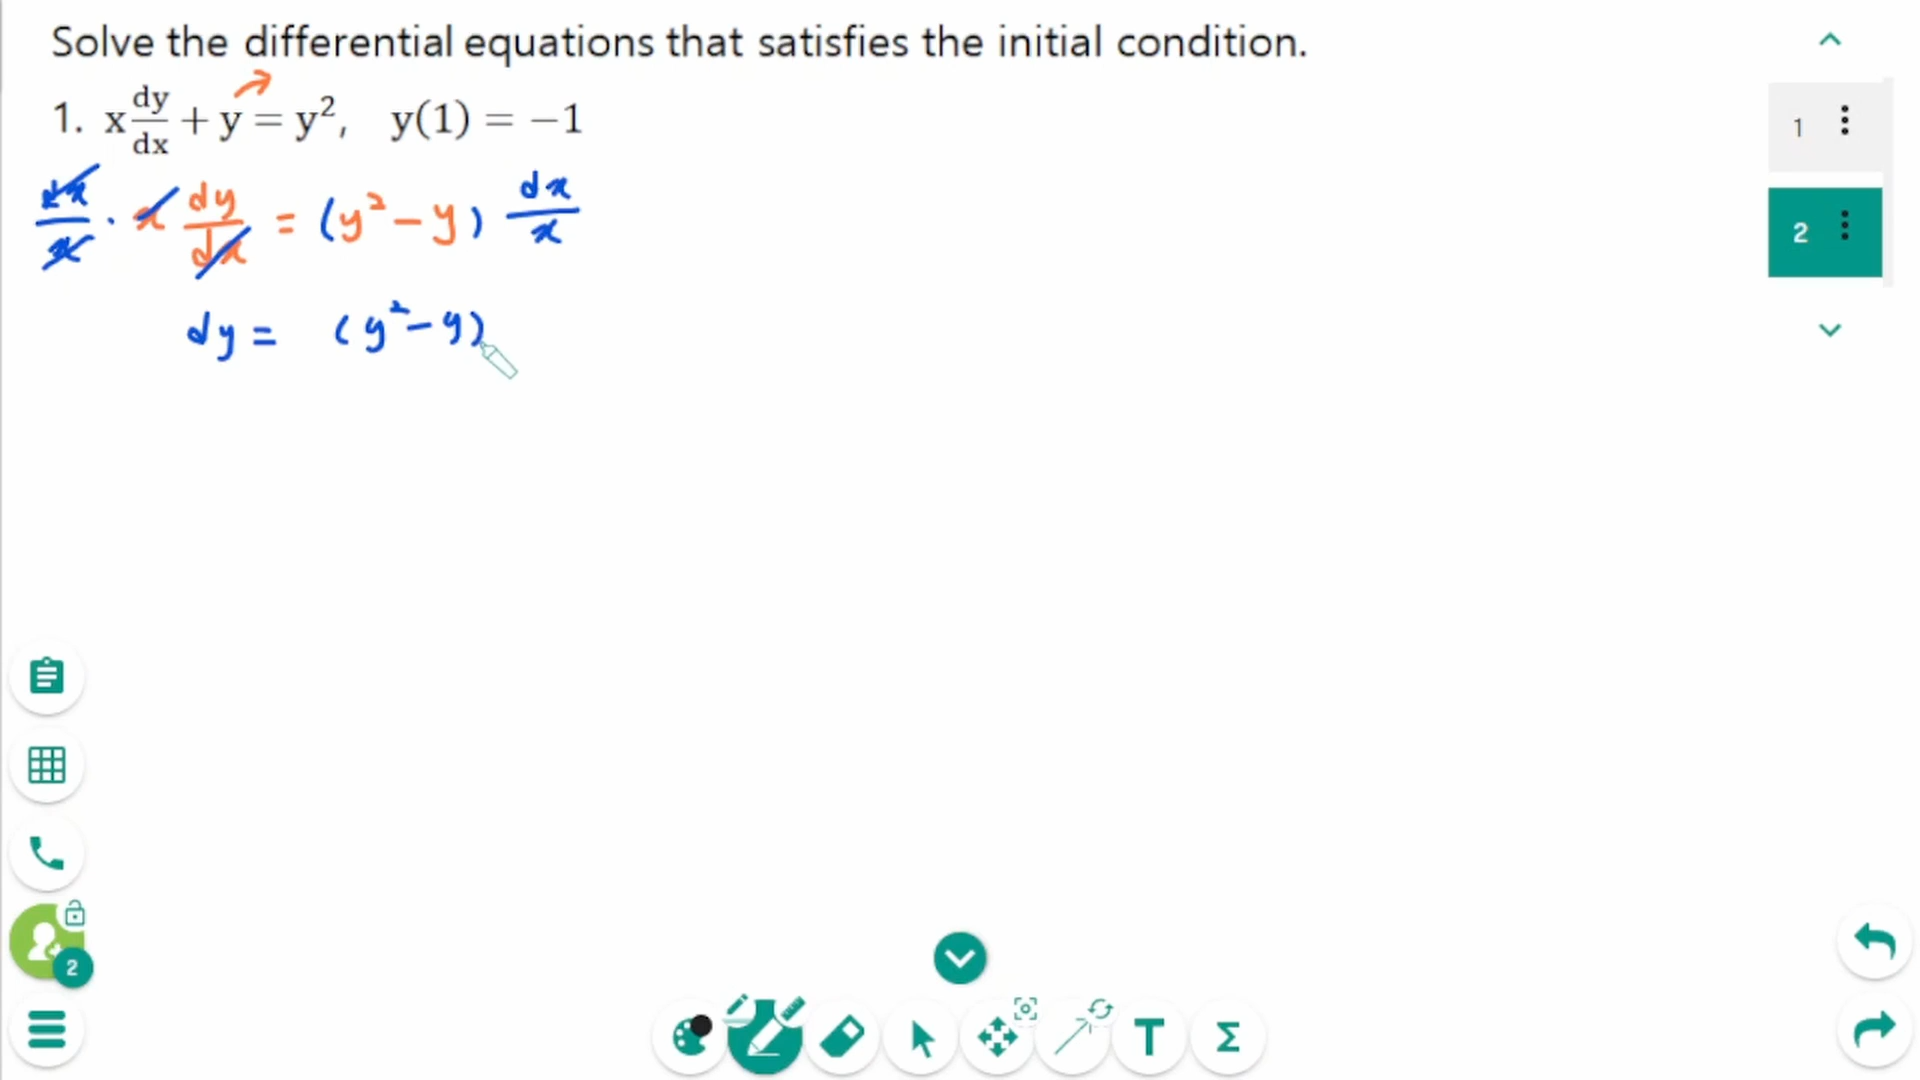 Solve the differential equations that satisfies the initial condition.
1. x dy/dx + y = y², y(1) = −1
dx/x · x dy/dx = (y² − y) dx/x
dy = (y² − y)
1
2
2
T
Σ